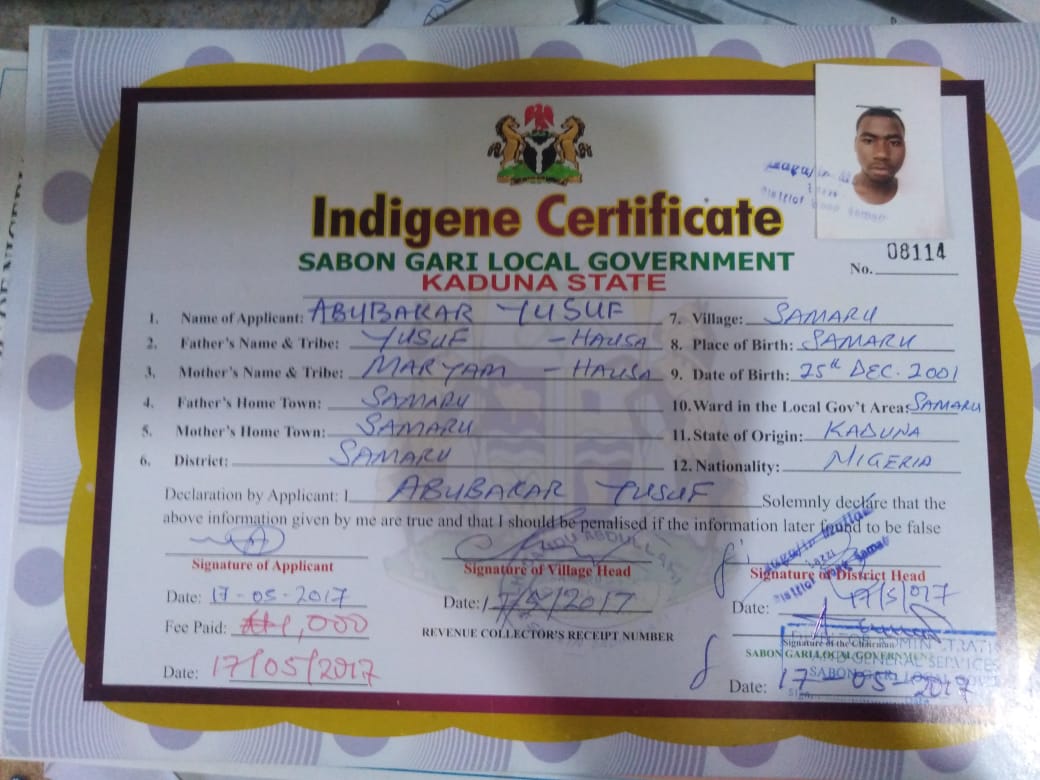 Indigene Certificate
SABON GARI LOCAL GOVERNMENT
KADUNA STATE
No. 08114
1. Name of Applicant: ABUBAKAR YUSUF
2. Father's Name & Tribe: YUSUF - HAUSA
3. Mother's Name & Tribe: MARYAM - HAUSA
4. Father's Home Town: SAMARU
5. Mother's Home Town: SAMARU
6. District: SAMARU
7. Village: SAMARU
8. Place of Birth: SAMARU
9. Date of Birth: 25th DEC. 2001
10. Ward in the Local Gov't Area: SAMARU
11. State of Origin: KADUNA
12. Nationality: NIGERIA
Declaration by Applicant: I ABUBAKAR YUSUF Solemnly declare that the
above information given by me are true and that I should be penalised if the information later found to be false
Signature of Applicant
Date: 17-05-2017
Fee Paid: ₦1,000
Date: 17/05/2017
Signature of Village Head
Date: 17/5/2017
REVENUE COLLECTOR'S RECEIPT NUMBER
Signature of District Head
Date: 17/5/017
Signature of the Chairman
SABON GARI LOCAL GOVERNMENT
AND GENERAL SERVICES
SABON GARI LOCAL GOVT
Date: 17-05-2017